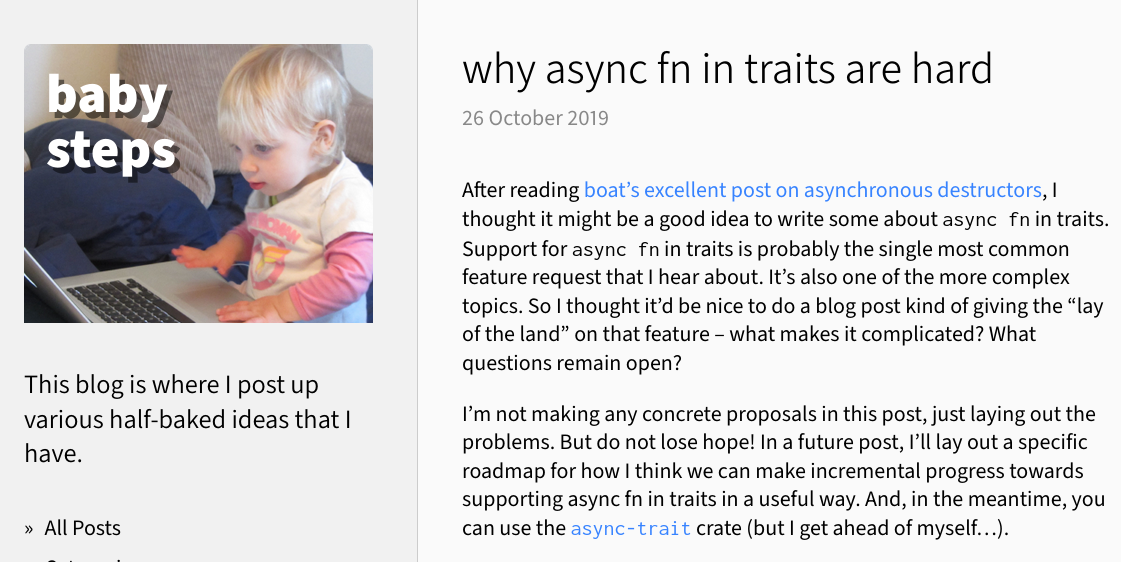 baby
steps
This blog is where I post up
various half-baked ideas that I
have.
» All Posts
why async fn in traits are hard
26 October 2019
After reading boat’s excellent post on asynchronous destructors, I
thought it might be a good idea to write some about async fn in traits.
Support for async fn in traits is probably the single most common
feature request that I hear about. It’s also one of the more complex
topics. So I thought it’d be nice to do a blog post kind of giving the “lay
of the land” on that feature – what makes it complicated? What
questions remain open?
I’m not making any concrete proposals in this post, just laying out the
problems. But do not lose hope! In a future post, I’ll lay out a specific
roadmap for how I think we can make incremental progress towards
supporting async fn in traits in a useful way. And, in the meantime, you
can use the async-trait crate (but I get ahead of myself…).